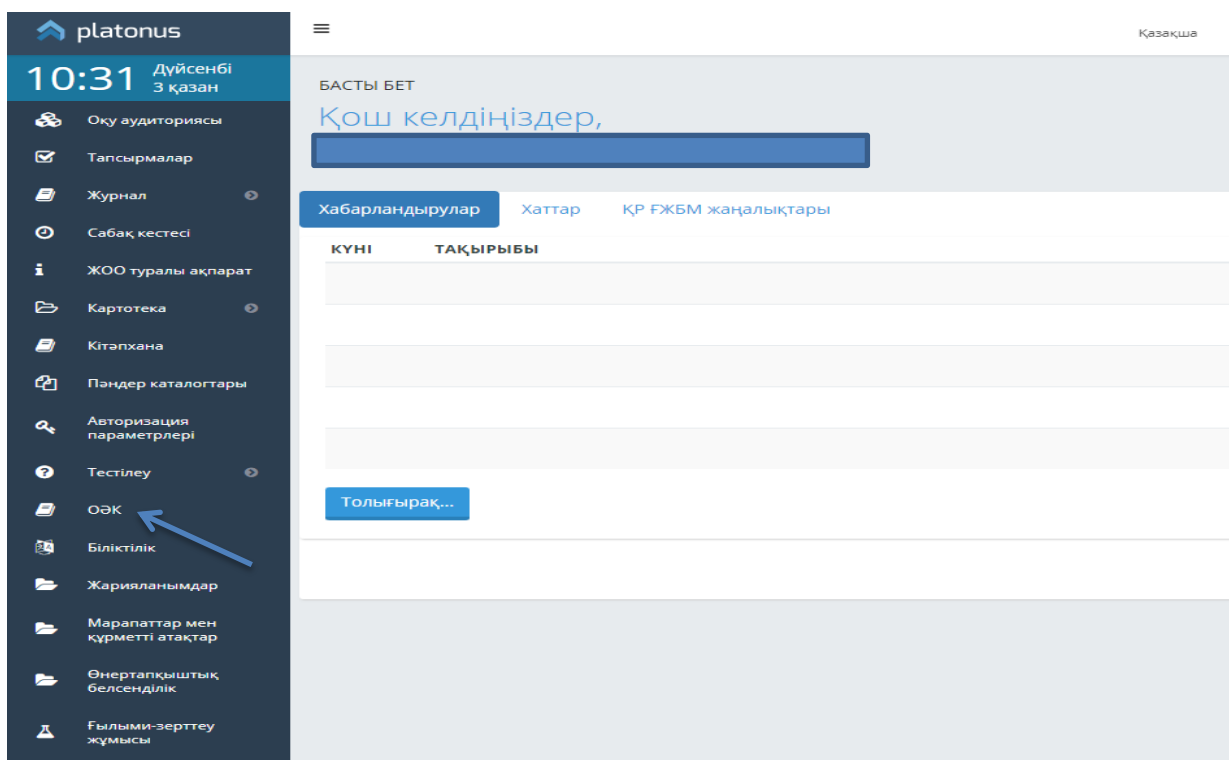 platonus
Қазақша
10:31 Дүйсенбі
3 қазан
Оқу аудиториясы
Тапсырмалар
Журнал
Сабақ кестесі
ЖОО туралы ақпарат
Картотека
Кітапхана
Пәндер каталогтары
Авторизация
параметрлері
Тестілеу
ОӘК
Біліктілік
Жарияланымдар
Марапаттар мен
құрметті атақтар
Өнертапқыштық
белсенділік
Ғылыми-зерттеу
жұмысы
БАСТЫ БЕТ
Қош келдіңіздер,
Хабарландырулар Хаттар ҚР ҒЖБМ жаңалықтары
КҮНІ ТАҚЫРЫБЫ
Толығырақ...